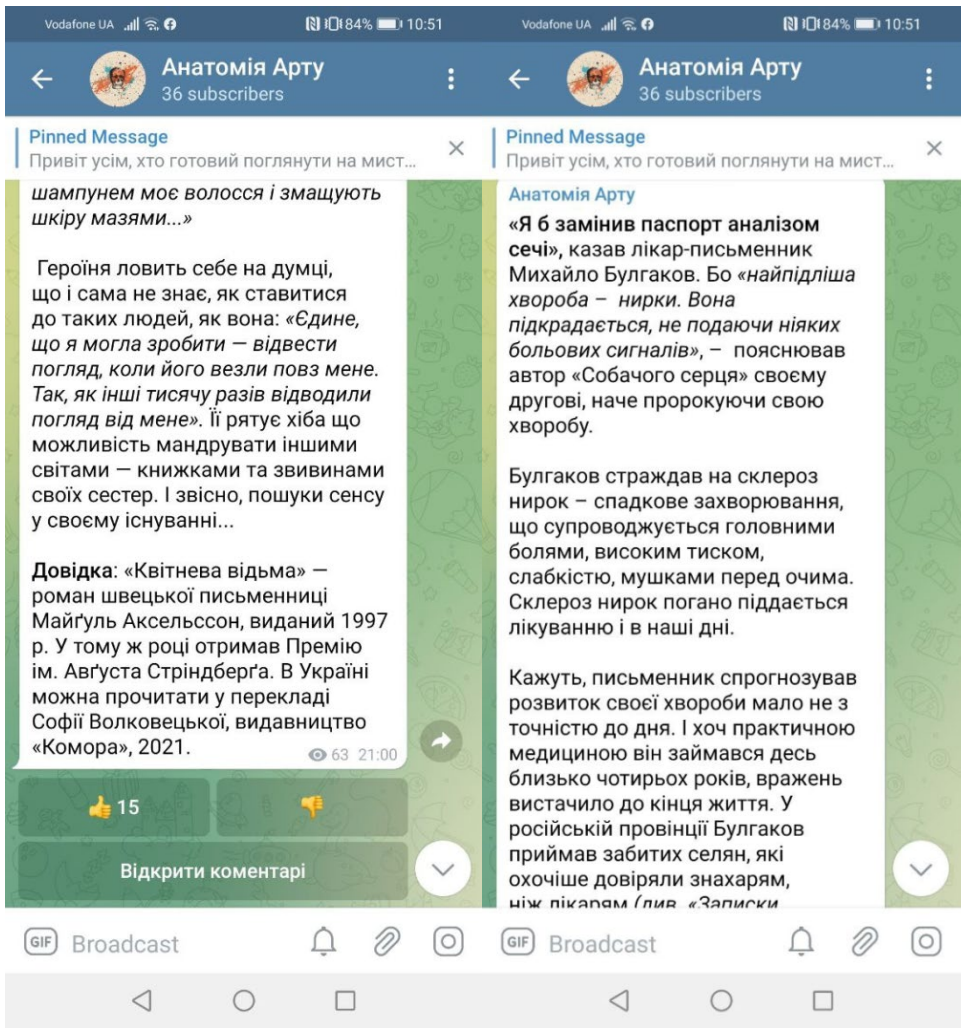 Vodafone UA
84% 10:51
Анатомія Арту
36 subscribers
Pinned Message
Привіт усім, хто готовий поглянути на мист...
шампунем моє волосся і змащують
шкіру мазями...»
Героїня ловить себе на думці,
що і сама не знає, як ставитися
до таких людей, як вона: «Єдине,
що я могла зробити — відвести
погляд, коли його везли повз мене.
Так, як інші тисячу разів відводили
погляд від мене». Її рятує хіба що
можливість мандрувати іншими
світами — книжками та звивинами
своїх сестер. І звісно, пошуки сенсу
у своєму існуванні...
Довідка: «Квітнева відьма» —
роман шведської письменниці
Майґуль Аксельссон, виданий 1997
р. У тому ж році отримав Премію
ім. Авґуста Стріндберґа. В Україні
можна прочитати у перекладі
Софії Волковецької, видавництво
«Комора», 2021.
63 21:00
👍 15
👎
Відкрити коментарі
GIF Broadcast
Vodafone UA
84% 10:51
Анатомія Арту
36 subscribers
Pinned Message
Привіт усім, хто готовий поглянути на мист...
Анатомія Арту
«Я б замінив паспорт аналізом
сечі», казав лікар-письменник
Михайло Булгаков. Бо «найпідліша
хвороба – нирки. Вона
підкрадається, не подаючи ніяких
больових сигналів», – пояснював
автор «Собачого серця» своєму
другові, наче пророкуючи свою
хворобу.
Булгаков страждав на склероз
нирок – спадкове захворювання,
що супроводжується головними
болями, високим тиском,
слабкістю, мушками перед очима.
Склероз нирок погано піддається
лікуванню і в наші дні.
Кажуть, письменник спрогнозував
розвиток своєї хвороби мало не з
точністю до дня. І хоч практичною
медициною він займався десь
близько чотирьох років, вражень
вистачило до кінця життя. У
російській провінції Булгаков
приймав забитих селян, які
охочіше довіряли знахарям,
ніж лікарям (див. «Записки
GIF Broadcast